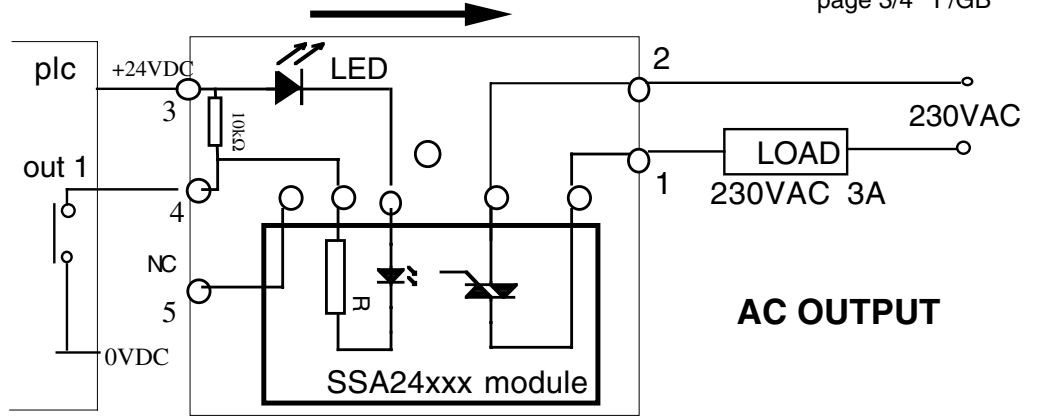 page 3/4 F/GB
plc
+24VDC
LED
2
3
10kΩ
230VAC
out 1
LOAD
1
230VAC 3A
4
NC
R
5
AC OUTPUT
0VDC
SSA24xxx module